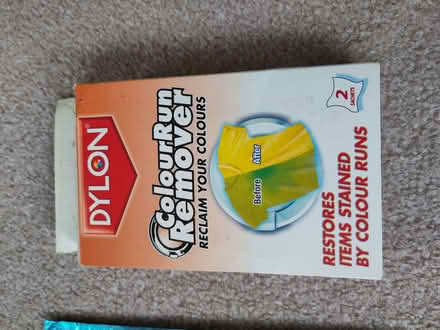 DYLON
Colour Run
Remover
RECLAIM YOUR COLOURS
Before
After
2
SACHETS
RESTORES
ITEMS STAINED
BY COLOUR RUNS